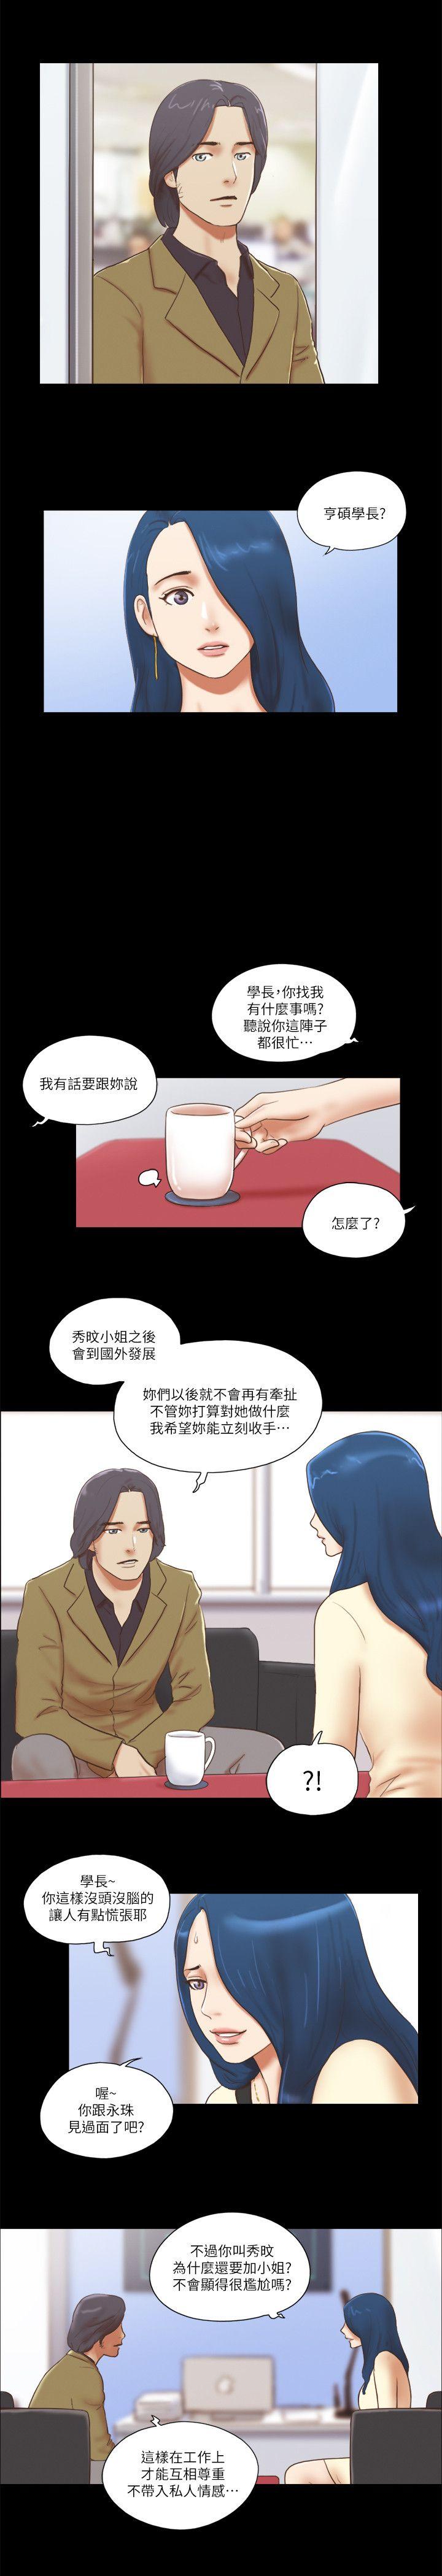 亨碩學長?
學長，你找我
有什麼事嗎?
聽說你這陣子
都很忙…
我有話要跟妳說
怎麼了?
秀旼小姐之後
會到國外發展
妳們以後就不會再有牽扯
不管妳打算對她做什麼
我希望妳能立刻收手…
?!
學長~
你這樣沒頭沒腦的
讓人有點慌張耶
喔~
你跟永珠
見過面了吧?
不過你叫秀旼
為什麼還要加小姐?
不會顯得很尷尬嗎?
這樣在工作上
才能互相尊重
不帶入私人情感…